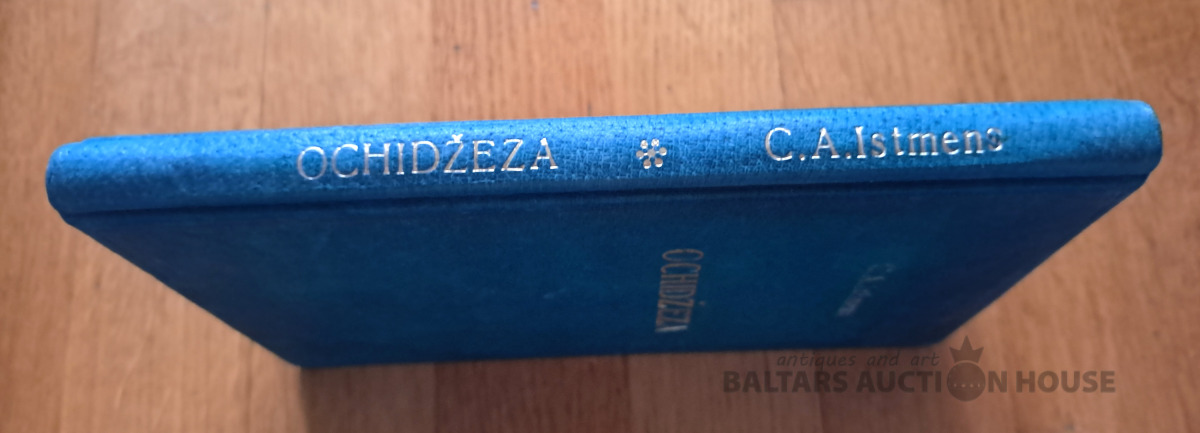 OCHIDŽEZA * C.A.Istmens
OCHIDŽEZA
antiques and art
BALTARS AUCTION HOUSE